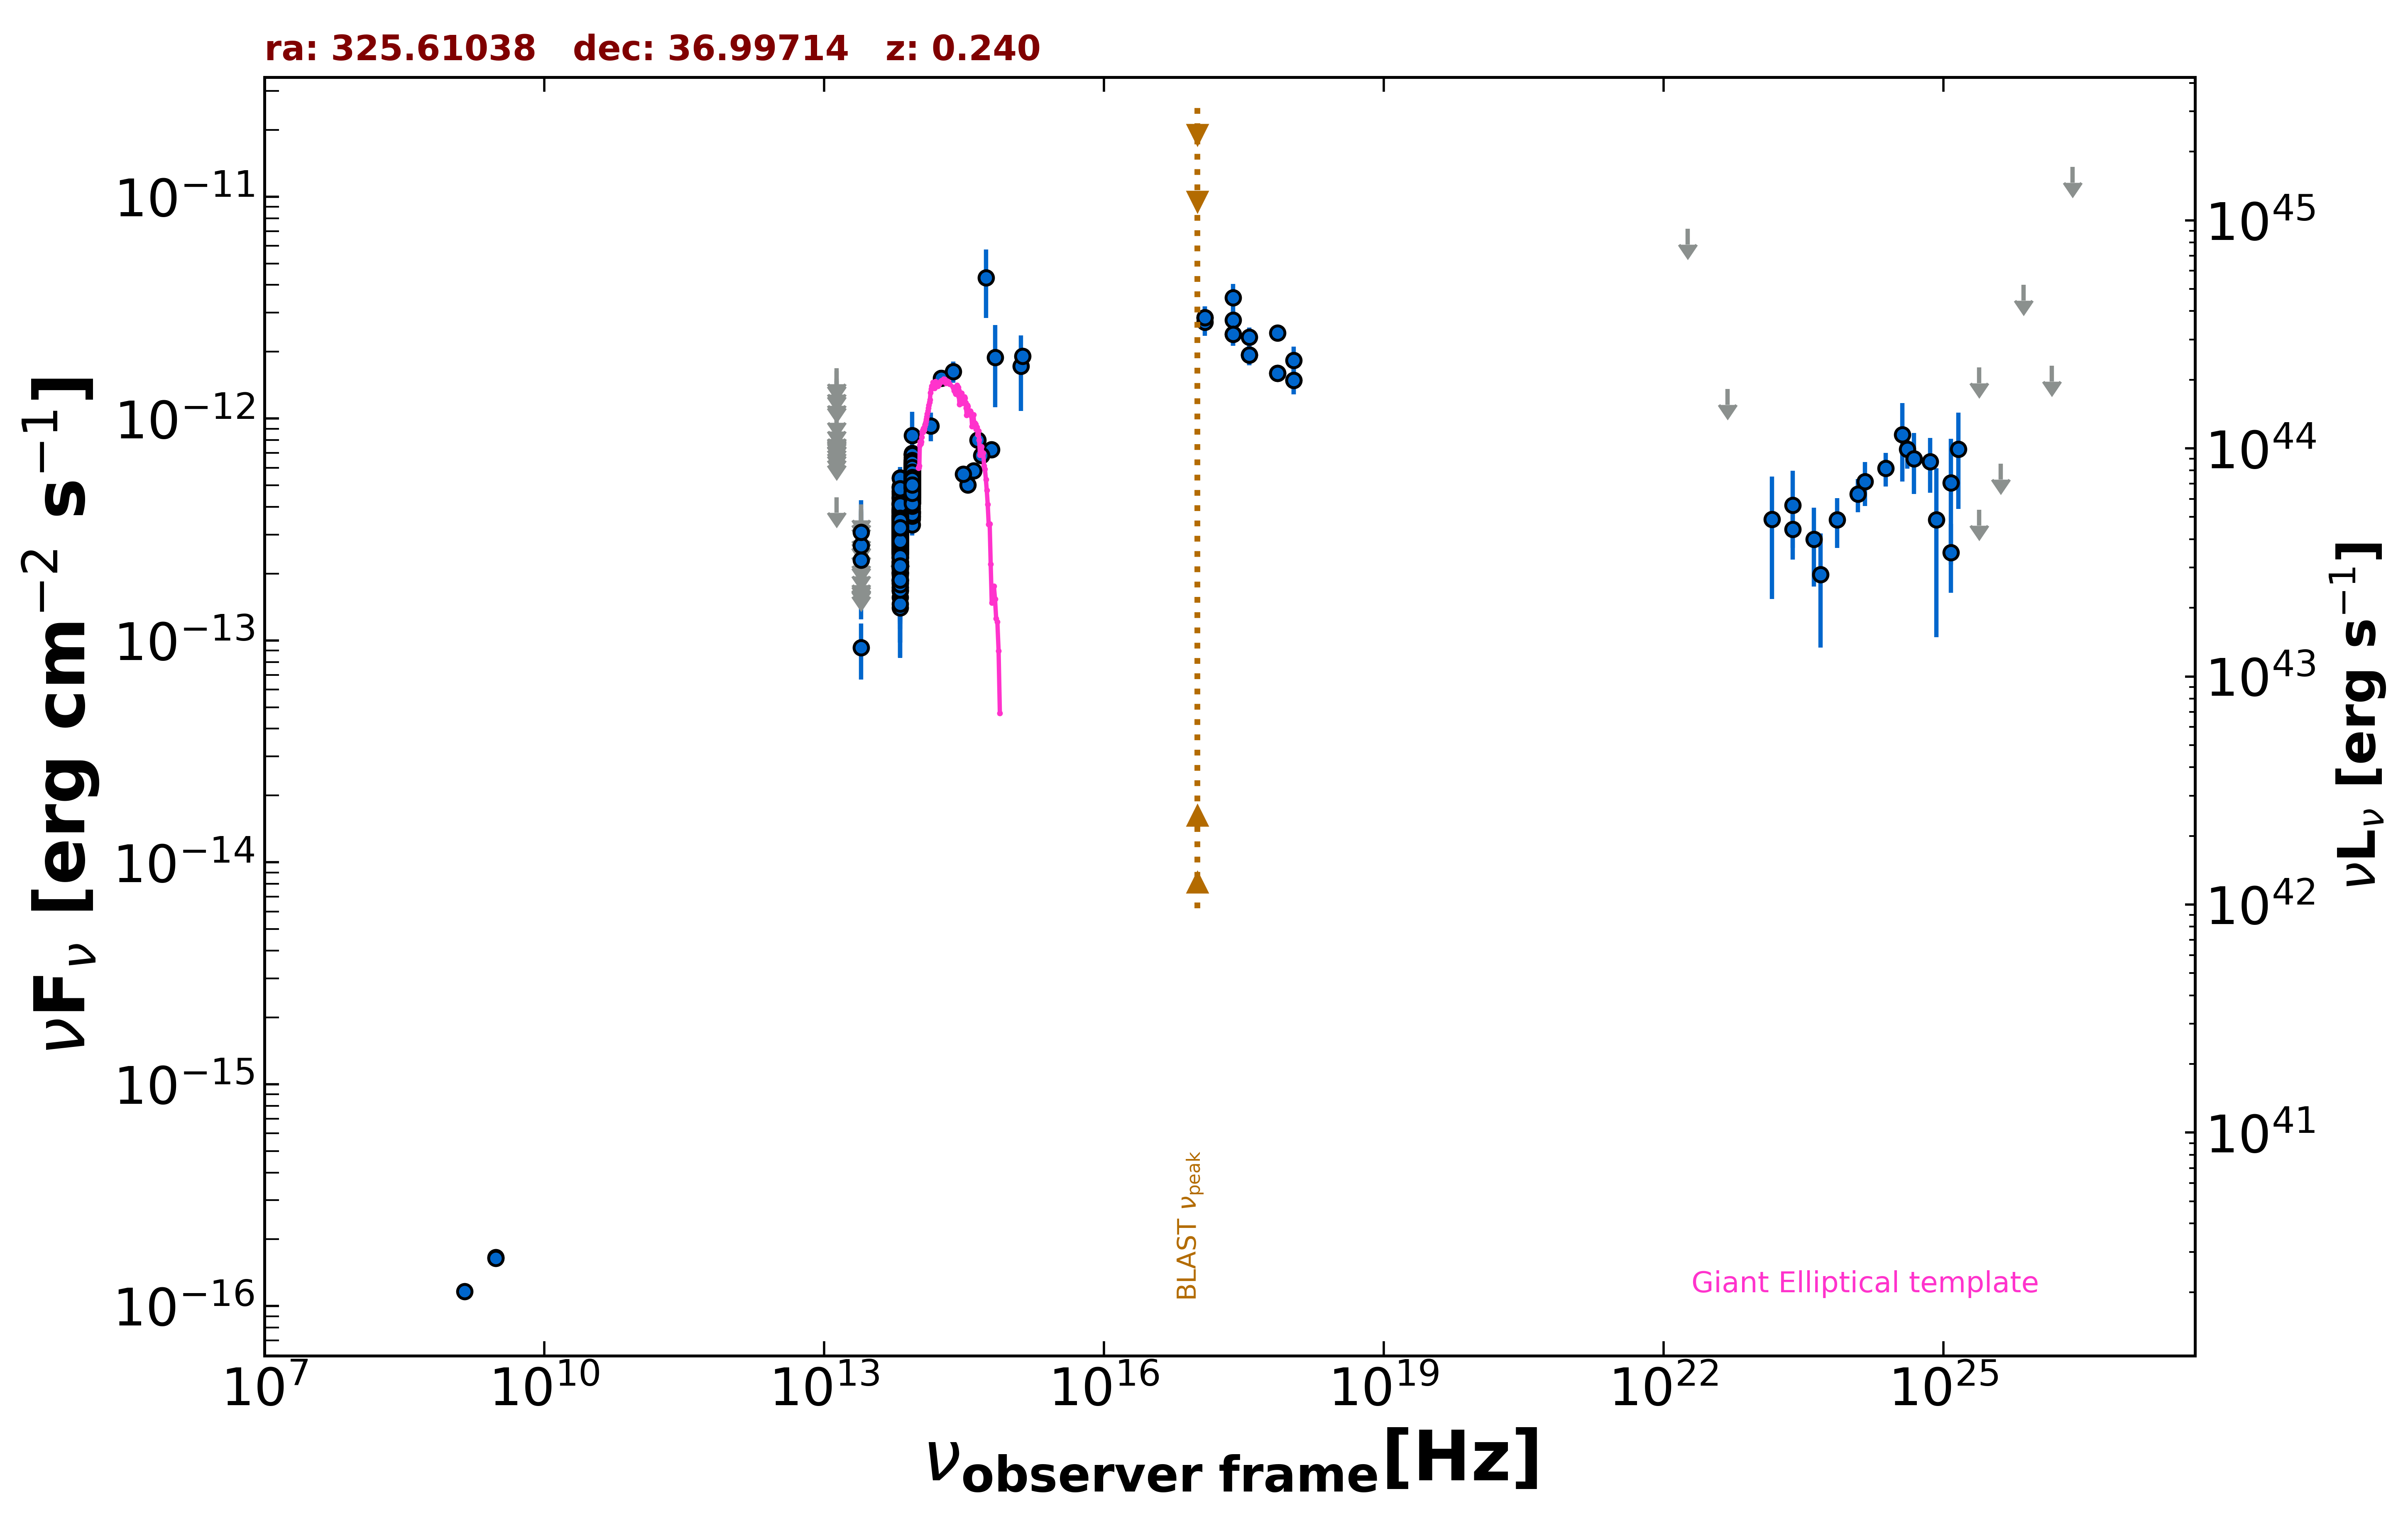 ra: 325.61038   dec: 36.99714   z: 0.240
νF_ν [erg cm⁻² s⁻¹]
10⁻¹¹
10⁻¹²
10⁻¹³
10⁻¹⁴
10⁻¹⁵
10⁻¹⁶
10⁴⁵
10⁴⁴
10⁴³
10⁴²
10⁴¹
νL_ν [erg s⁻¹]
BLAST ν_peak
Giant Elliptical template
10⁷ 10¹⁰ 10¹³ 10¹⁶ 10¹⁹ 10²² 10²⁵
ν_observer frame [Hz]